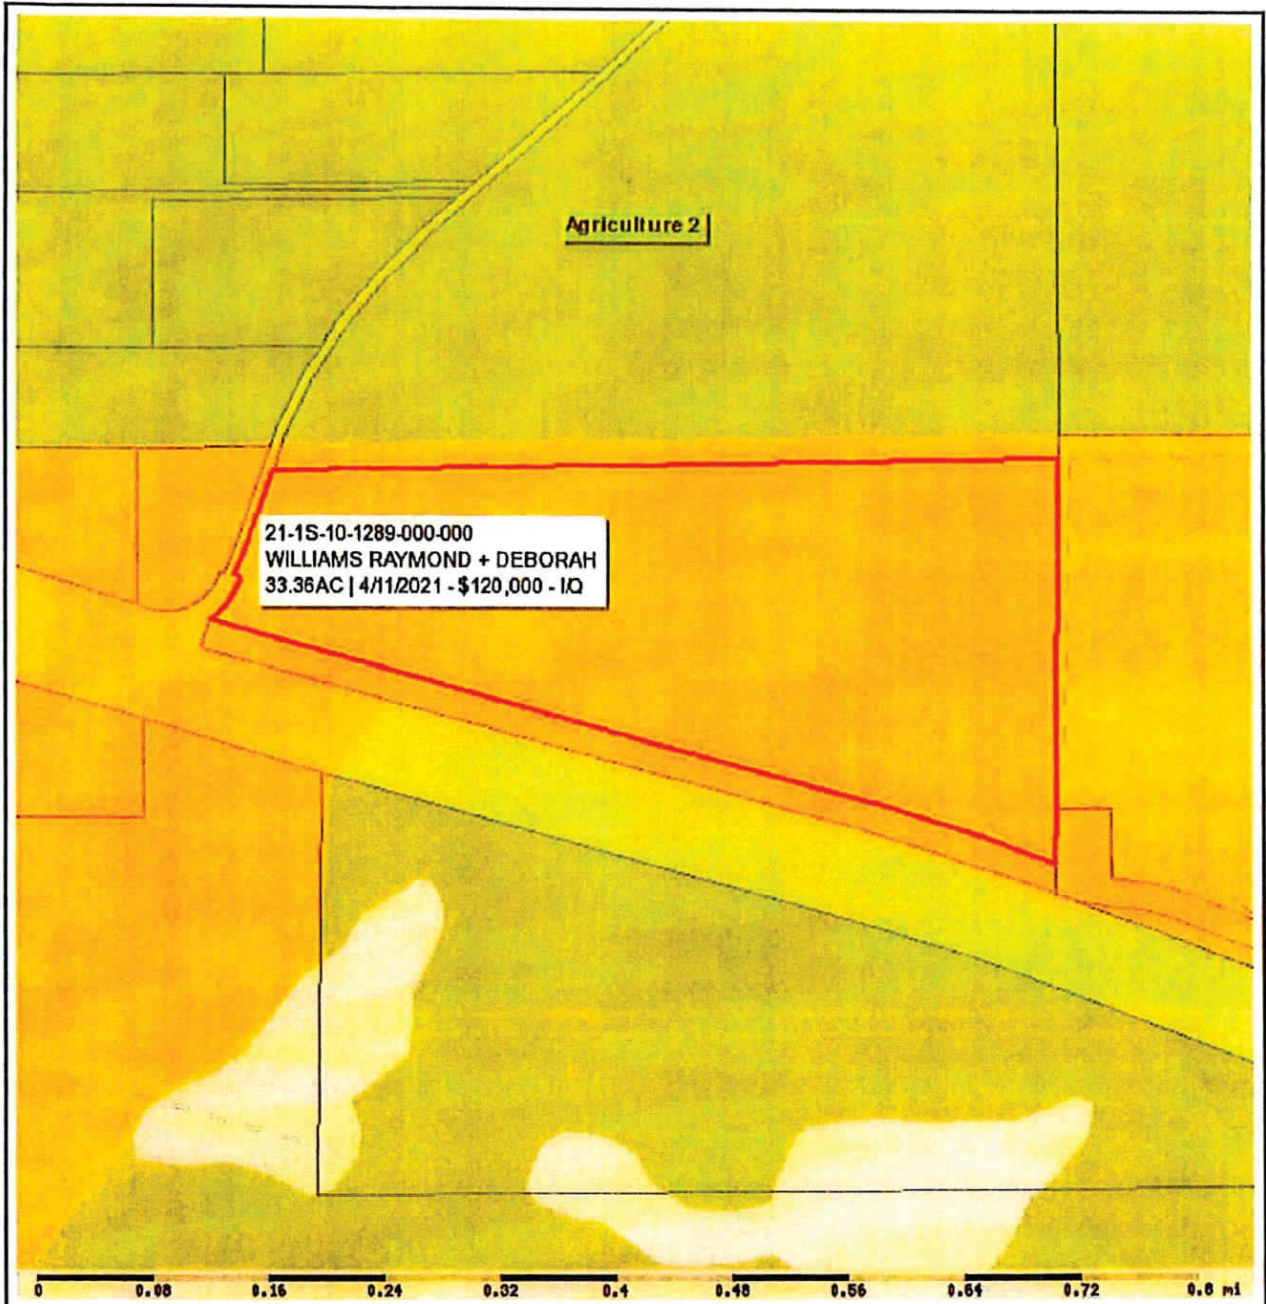 Agriculture 2
21-1S-10-1289-000-000
WILLIAMS RAYMOND + DEBORAH
33.36AC | 4/11/2021 - $120,000 - I/Q
0 0.08 0.16 0.24 0.32 0.4 0.48 0.56 0.64 0.72 0.8 mi